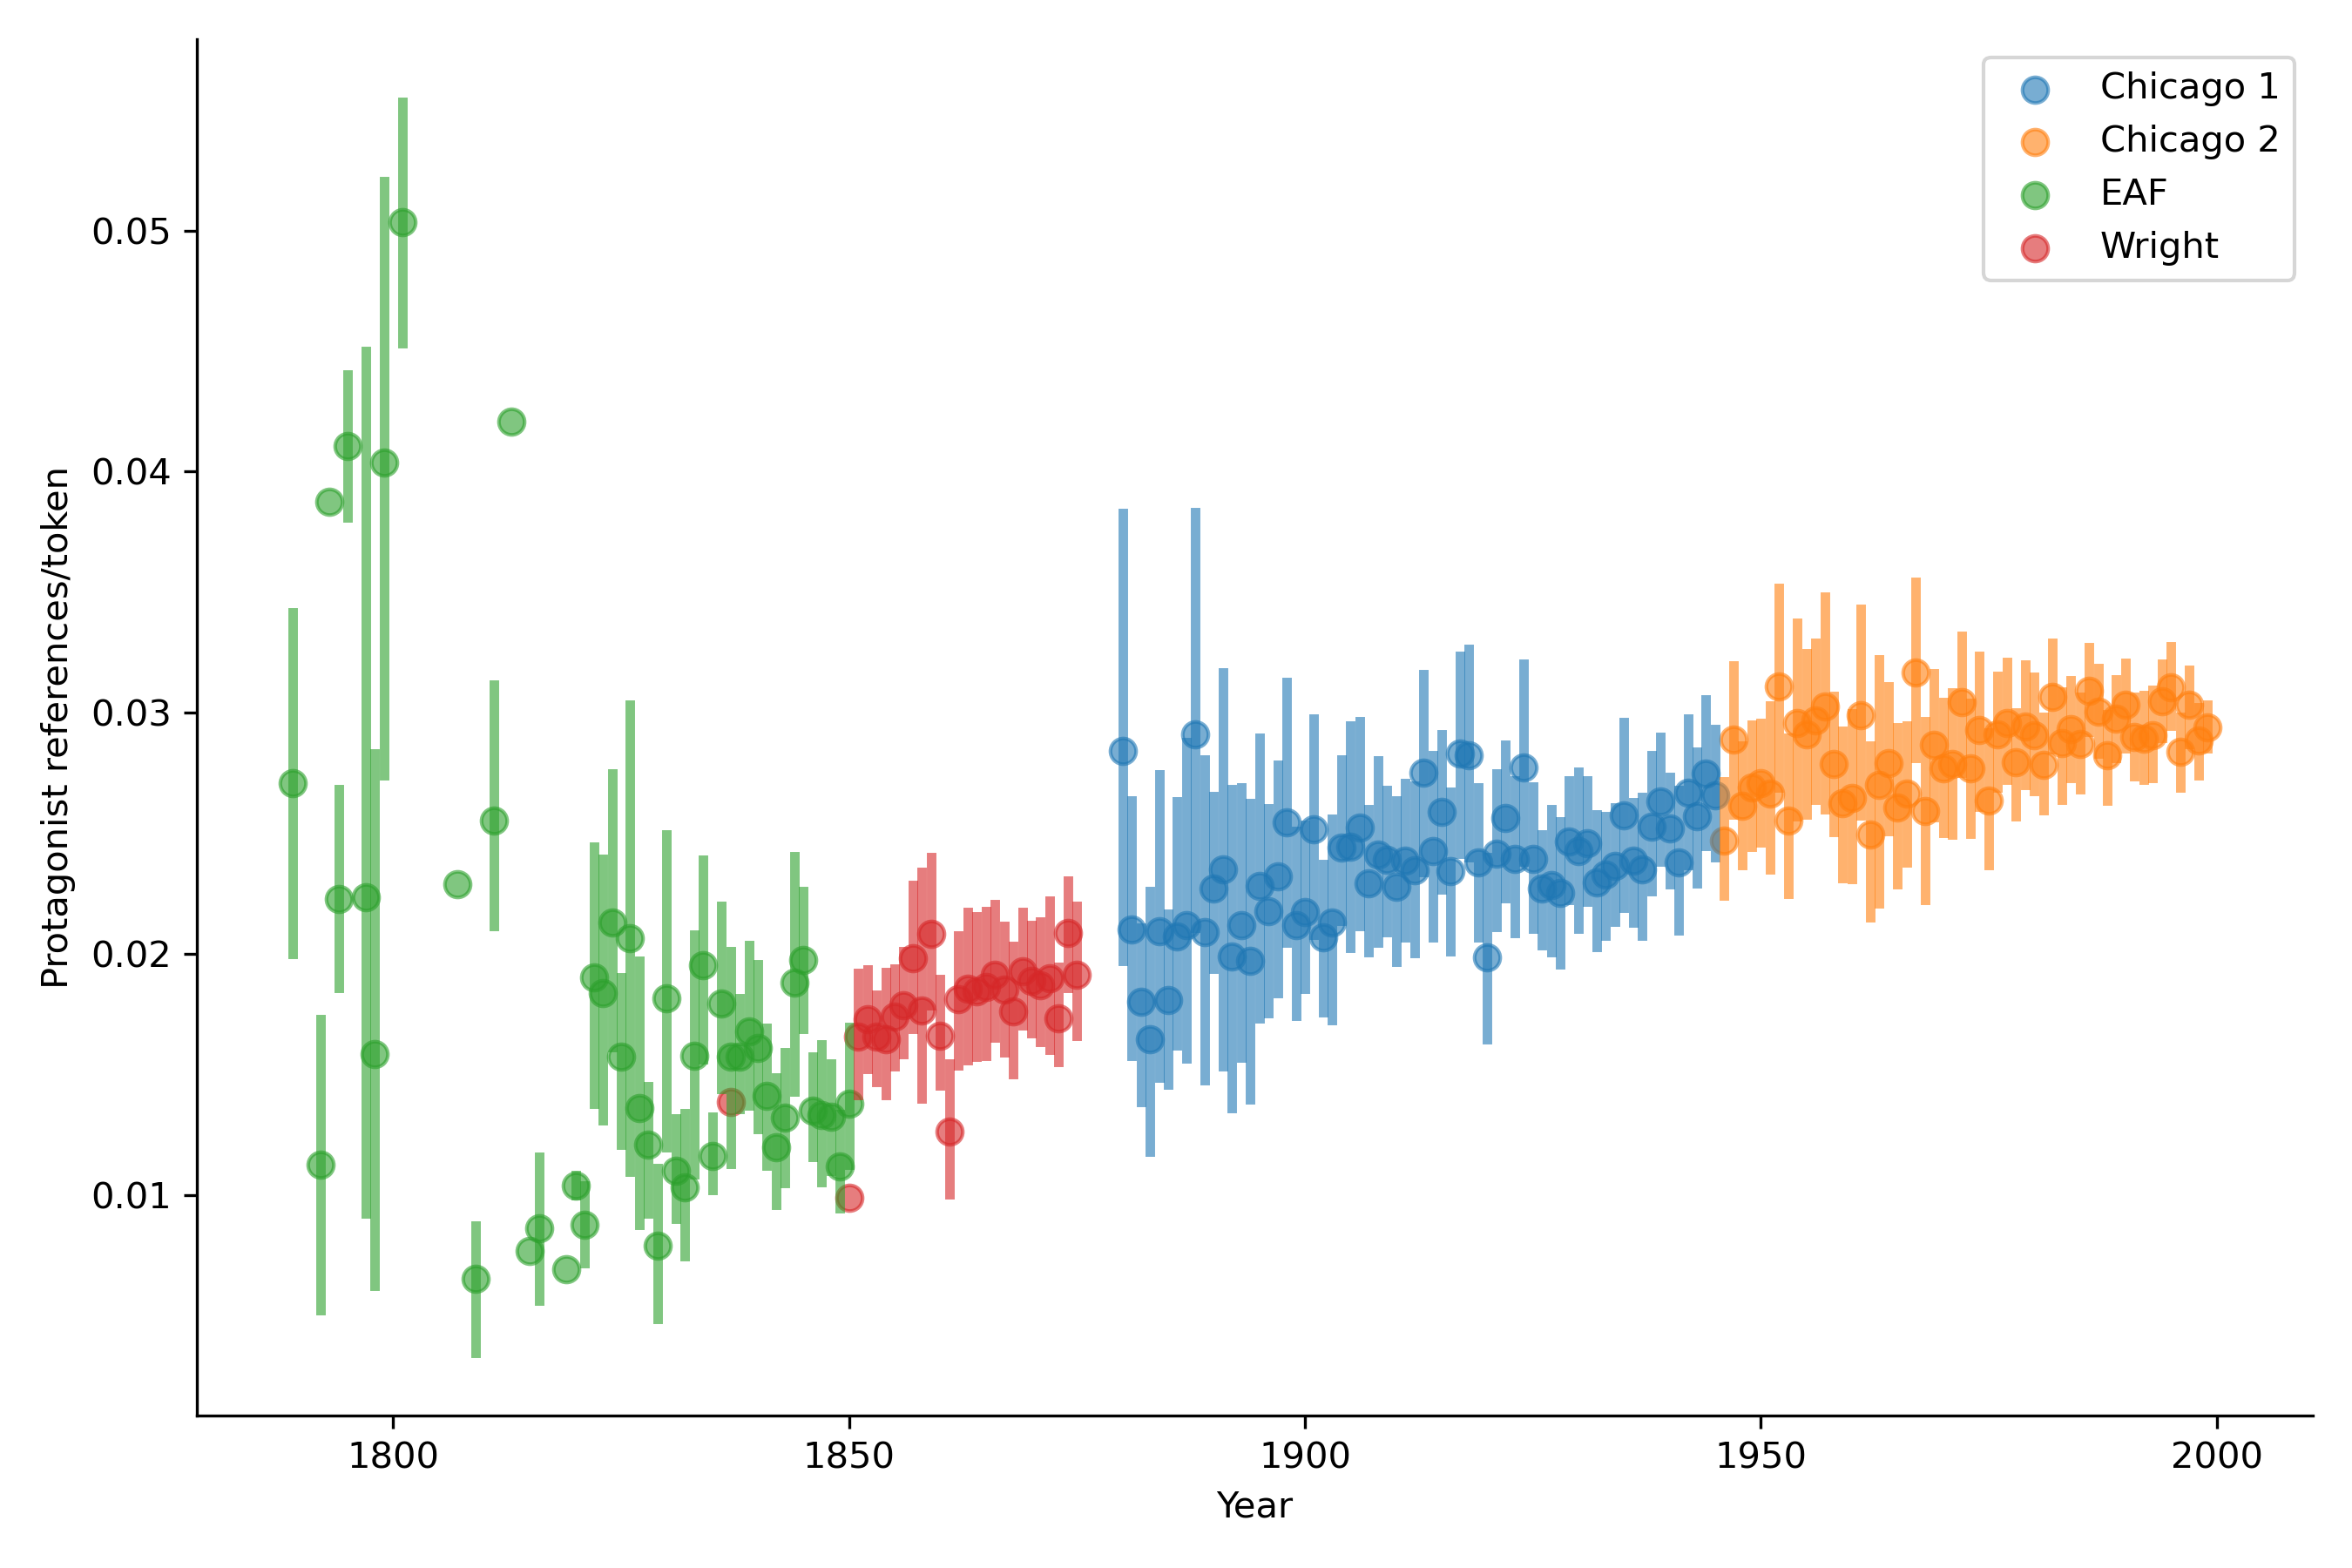 Chicago 1
Chicago 2
EAF
Wright
0.05
0.04
0.03
0.02
0.01
Protagonist references/token
1800
1850
1900
1950
2000
Year